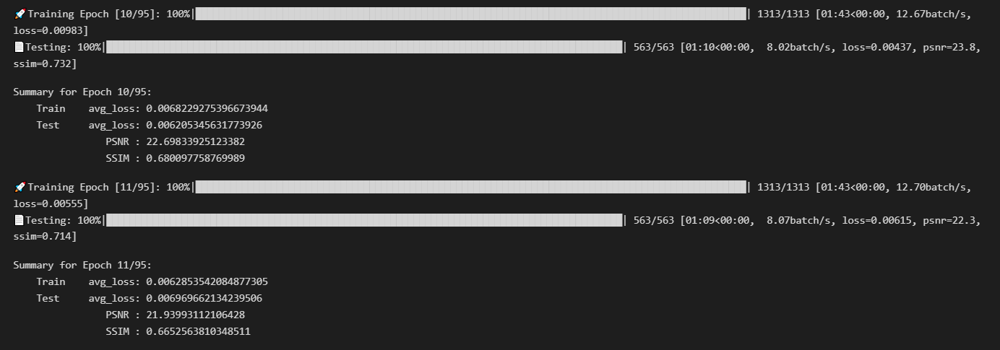 🚀Training Epoch [10/95]: 100%|██████████| 1313/1313 [01:43<00:00, 12.67batch/s,
loss=0.00983]
📄Testing: 100%|██████████| 563/563 [01:10<00:00,  8.02batch/s, loss=0.00437, psnr=23.8,
ssim=0.732]
Summary for Epoch 10/95:
Train    avg_loss: 0.0068229275396673944
Test     avg_loss: 0.006205345631773926
PSNR : 22.69833925123382
SSIM : 0.680097758769989
🚀Training Epoch [11/95]: 100%|██████████| 1313/1313 [01:43<00:00, 12.70batch/s,
loss=0.00555]
📄Testing: 100%|██████████| 563/563 [01:09<00:00,  8.07batch/s, loss=0.00615, psnr=22.3,
ssim=0.714]
Summary for Epoch 11/95:
Train    avg_loss: 0.0062853542084877305
Test     avg_loss: 0.006969662134239506
PSNR : 21.93993112106428
SSIM : 0.6652563810348511